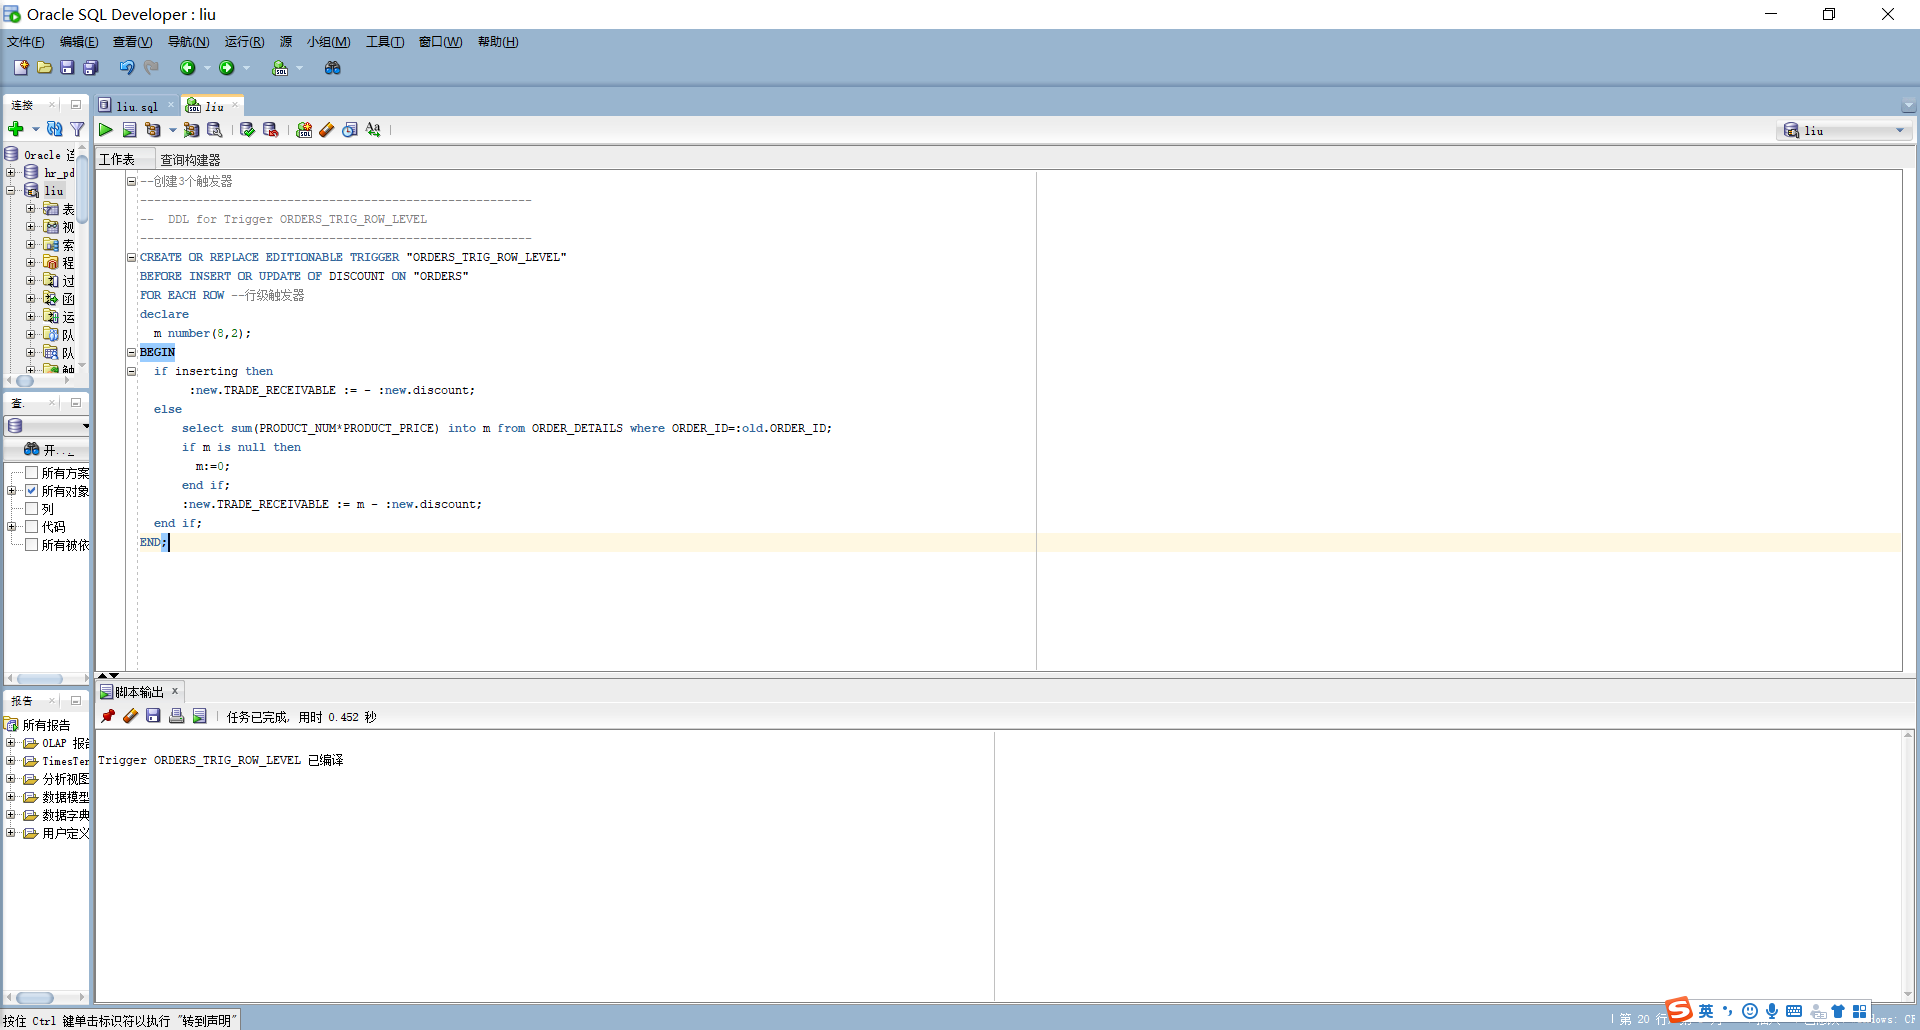 Oracle SQL Developer : liu
文件(F) 编辑(E) 查看(V) 导航(N) 运行(R) 源 小组(M) 工具(T) 窗口(W) 帮助(H)
连接
liu.sql
liu
liu
工作表
查询构建器
Oracle 连
hr_pd
liu
表
视
索
程
过
函
运
队
队
触
--创建3个触发器
--------------------------------------------------------
--  DDL for Trigger ORDERS_TRIG_ROW_LEVEL
--------------------------------------------------------
CREATE OR REPLACE EDITIONABLE TRIGGER "ORDERS_TRIG_ROW_LEVEL"
BEFORE INSERT OR UPDATE OF DISCOUNT ON "ORDERS"
FOR EACH ROW --行级触发器
declare
  m number(8,2);
BEGIN
  if inserting then
       :new.TRADE_RECEIVABLE := - :new.discount;
  else
      select sum(PRODUCT_NUM*PRODUCT_PRICE) into m from ORDER_DETAILS where ORDER_ID=:old.ORDER_ID;
      if m is null then
        m:=0;
      end if;
      :new.TRADE_RECEIVABLE := m - :new.discount;
  end if;
END;
查.
开...
所有方案
所有对象
列
代码
所有被依
报告
所有报告
OLAP 报告
TimesTen
分析视图
数据模型
数据字典
用户定义
脚本输出
任务已完成, 用时 0.452 秒
Trigger ORDERS_TRIG_ROW_LEVEL 已编译
按住 Ctrl 键单击标识符以执行 "转到声明"
第 20 行
英